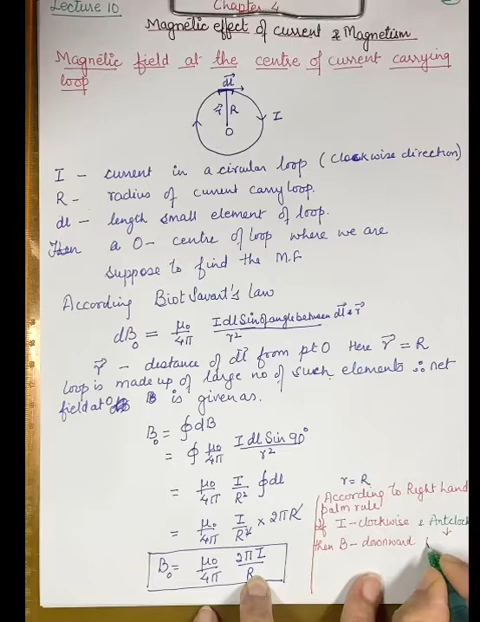 Lecture 10
Chapter 4
Magnetic effect of current & Magnetism
Magnetic field at the centre of current carrying
loop
dl
r R I
O
I - current in a circular loop (clockwise direction)
R - radius of current carry loop.
dl - length small element of loop.
Then a O - centre of loop where we are
suppose to find the M.F
According Biot Savart's law
dB₀ = μ₀/4π I dl Sin of angle between dl & r / r²
r - distance of dl from pt O Here r = R
loop is made up of large no of such elements ∴ net
field at O B is given as.
B₀ = ∮dB
= ∮ μ₀/4π I dl Sin 90° / r²
= μ₀/4π I/R² ∮dl
= μ₀/4π I/R² × 2πR
B₀ = μ₀/4π 2πI/R
r = R
According to Right Hand
palm rule
if I - clockwise & Anticlock
↓
then B - downward